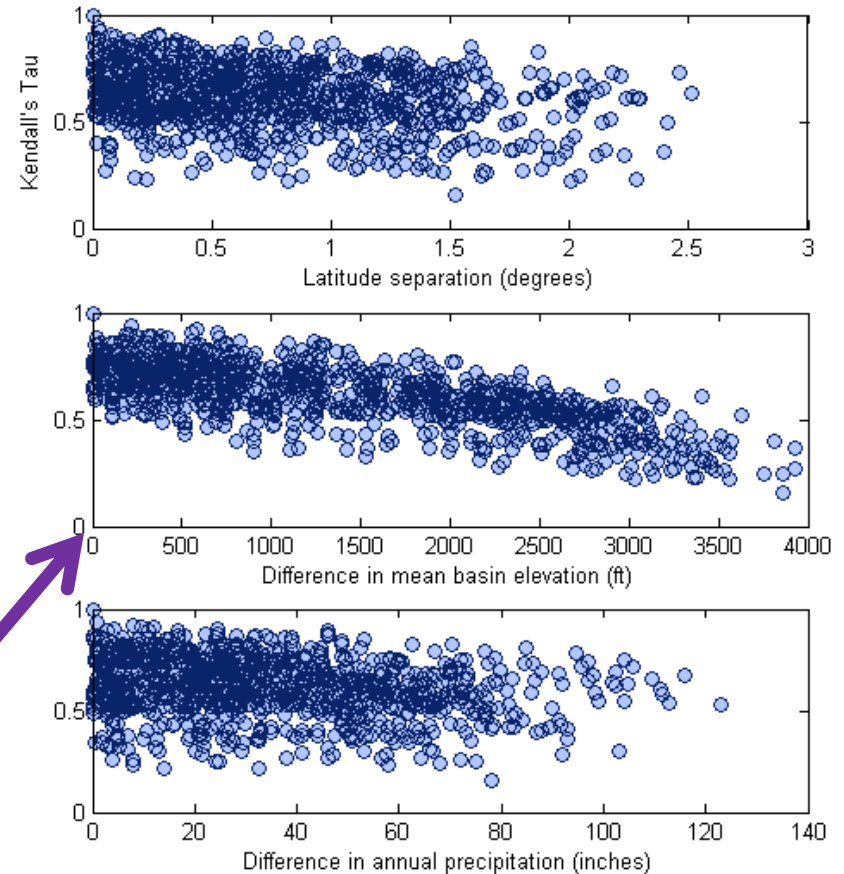 Kendall's Tau
1
0.5
0
0 0.5 1 1.5 2 2.5 3
Latitude separation (degrees)
1
0.5
0
0 500 1000 1500 2000 2500 3000 3500 4000
Difference in mean basin elevation (ft)
1
0.5
0
0 20 40 60 80 100 120 140
Difference in annual precipitation (inches)